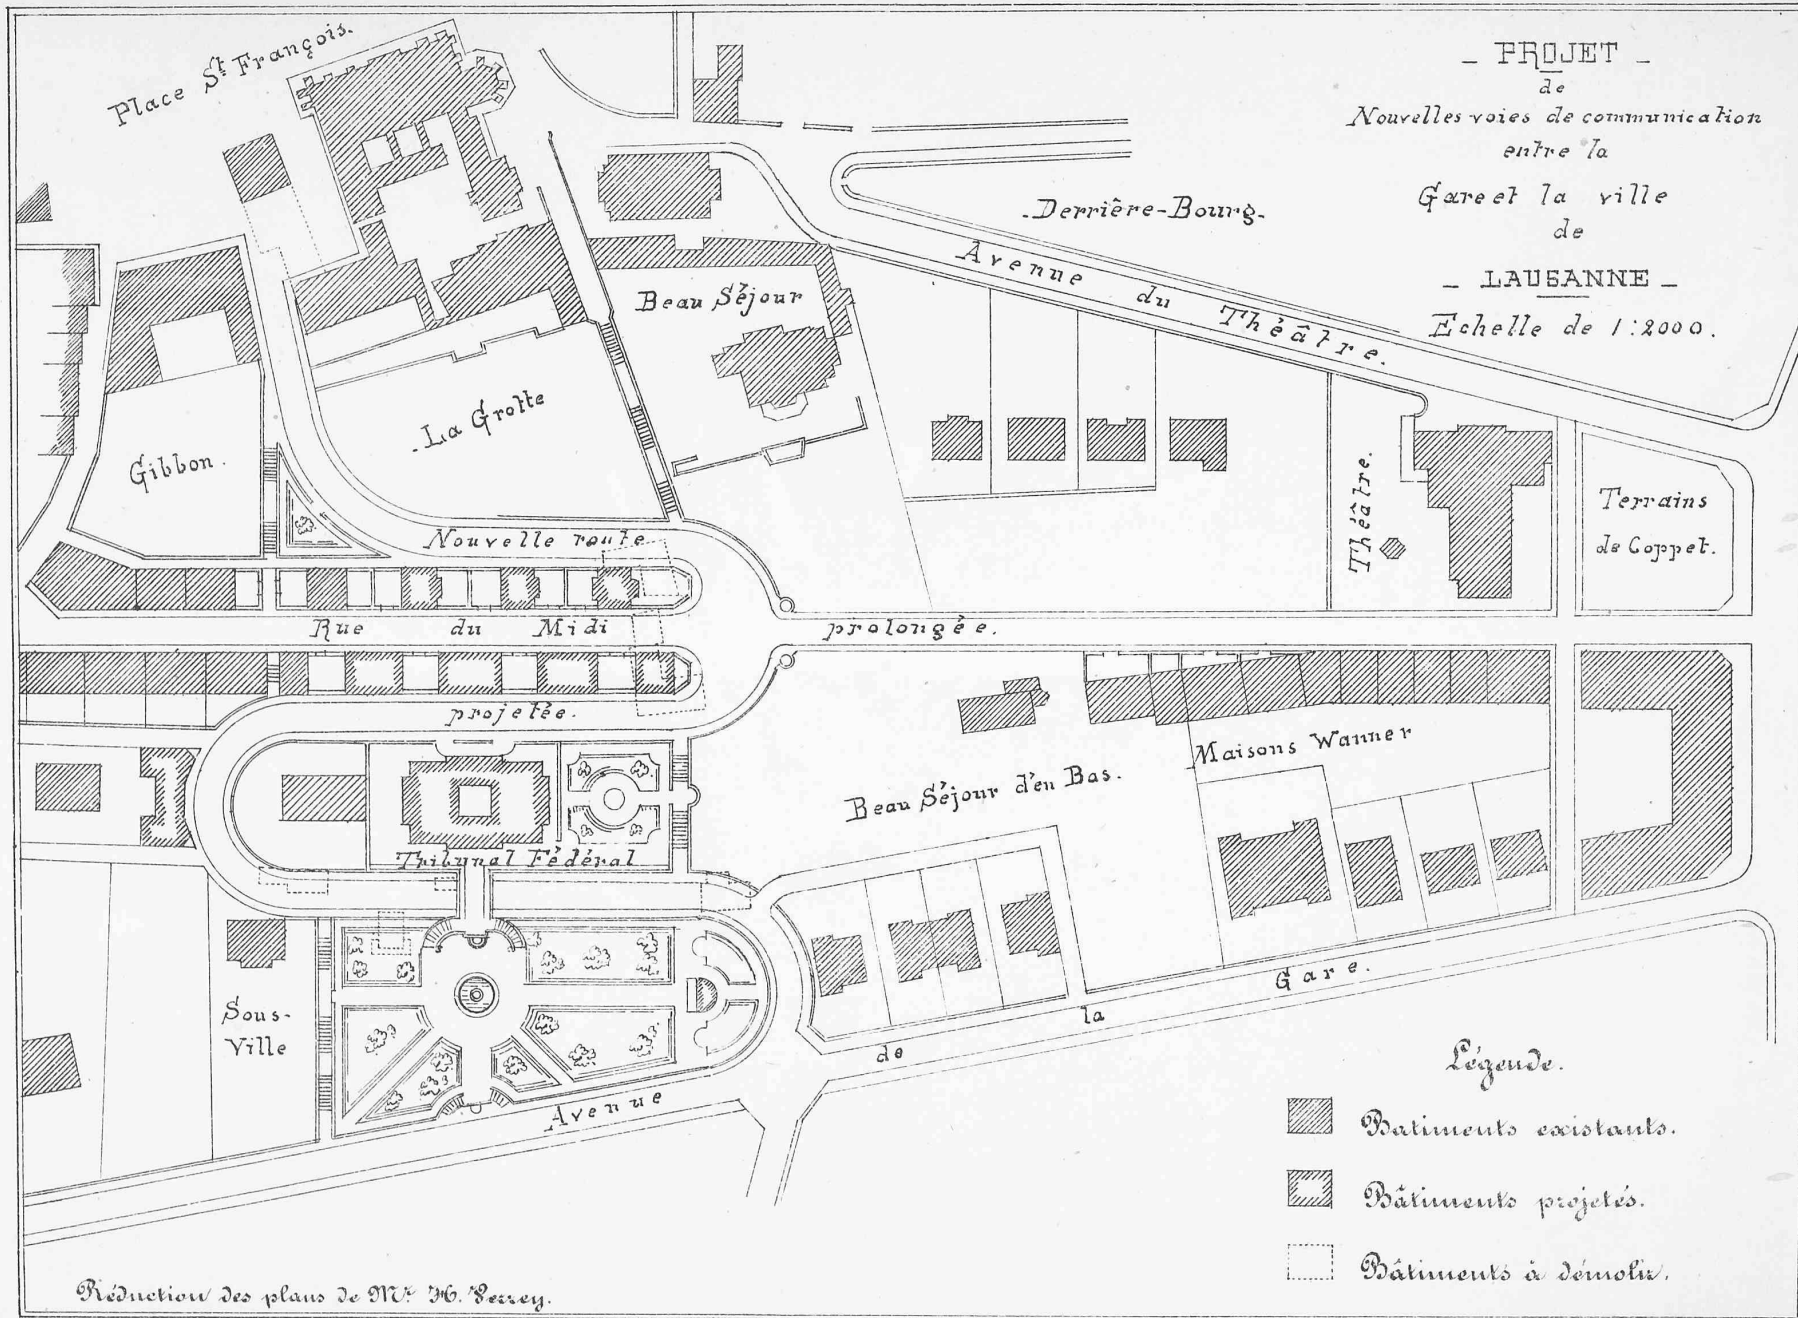 - PROJET -
de
Nouvelles voies de communication
entre la
Gare et la ville
de
- LAUSANNE -
Echelle de 1:2000.
Place St. François.
-Derrière-Bourg-
Avenue du Théâtre.
Beau Séjour
-La Grotte
Gibbon.
Théâtre.
Terrains
de Coppet.
Nouvelle route
Rue du Midi prolongée.
projetée.
Maisons Wanner
Beau Séjour d'en Bas.
Tribunal Fédéral
Sous-
Ville
Avenue de la Gare.
Légende.
Batiments existants.
Bâtiments projetés.
Bâtiments à démolir.
Réduction des plans de Mr. H. Verrey.